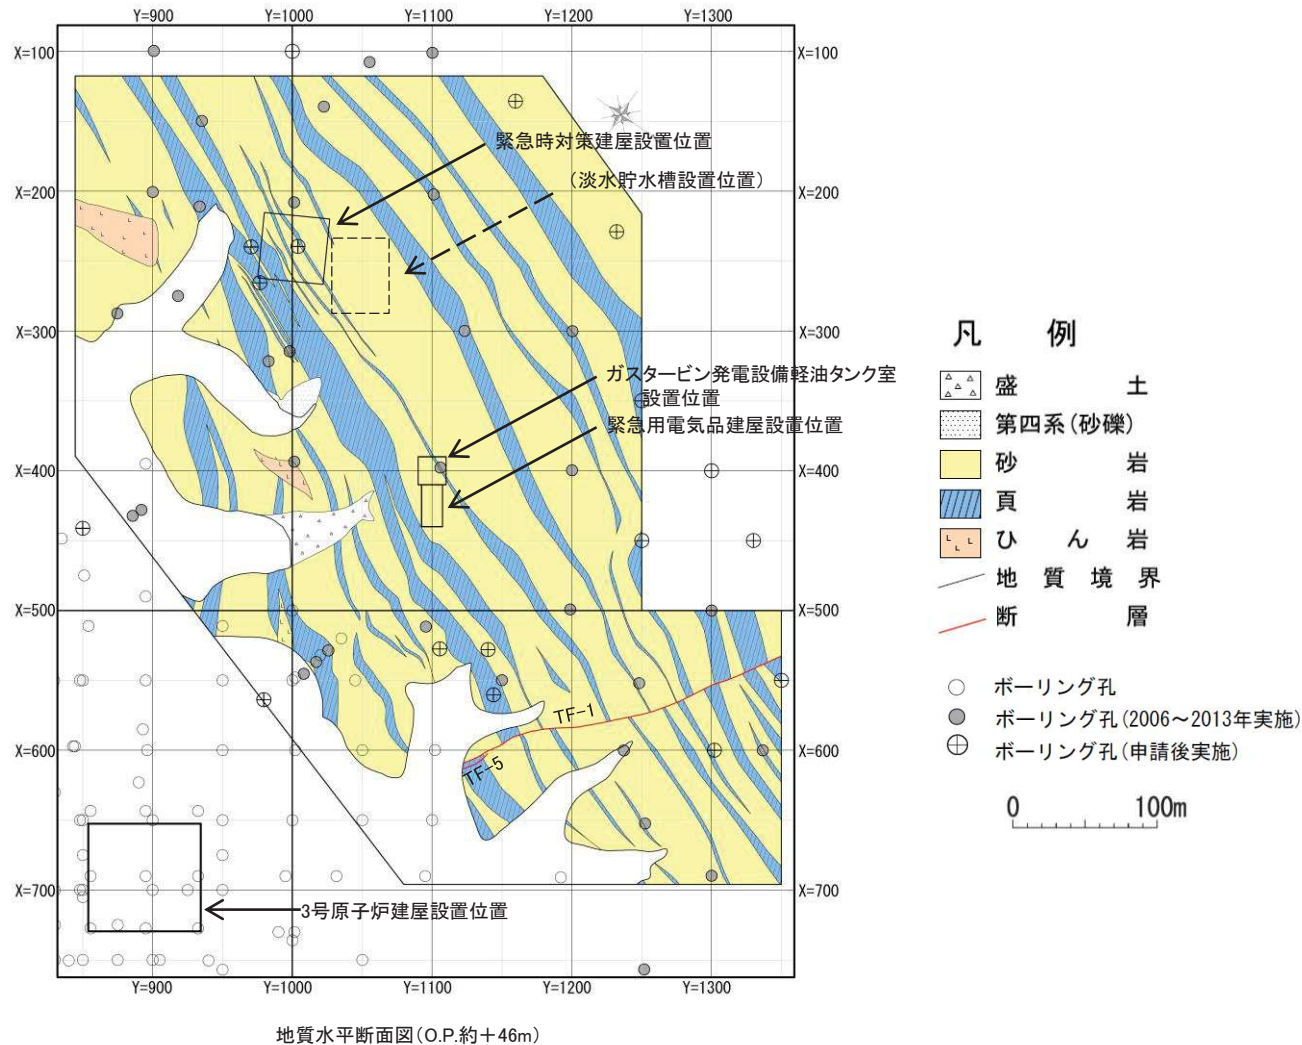 Y=900 Y=1000 Y=1100 Y=1200 Y=1300
X=100 X=100
緊急時対策建屋設置位置
(淡水貯水槽設置位置)
X=200 X=200
X=300 X=300
ガスタービン発電設備軽油タンク室
設置位置
緊急用電気品建屋設置位置
X=400 X=400
X=500 X=500
TF-1
X=600 X=600
TF-5
X=700 X=700
3号原子炉建屋設置位置
Y=900 Y=1000 Y=1100 Y=1200 Y=1300
地質水平断面図(O.P.約+46m)
凡例
盛土
第四系(砂礫)
砂岩
頁岩
ひん岩
地質境界
断層
ボーリング孔
ボーリング孔(2006~2013年実施)
ボーリング孔(申請後実施)
0 100m